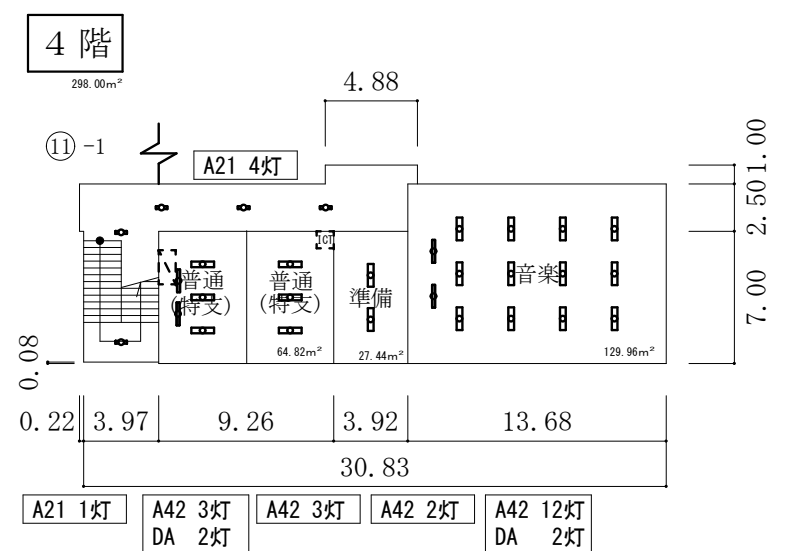 ４ 階
298.00m²
⑪ -1
A21 4灯
4.88
1.00
2.50
7.00
ICT
普通
(特支)
普通
(特支)
準備
音楽
64.82m²
27.44m²
129.96m²
0.08
0.22 3.97 9.26 3.92 13.68
30.83
A21 1灯
A42 3灯
DA 2灯
A42 3灯
A42 2灯
A42 12灯
DA 2灯